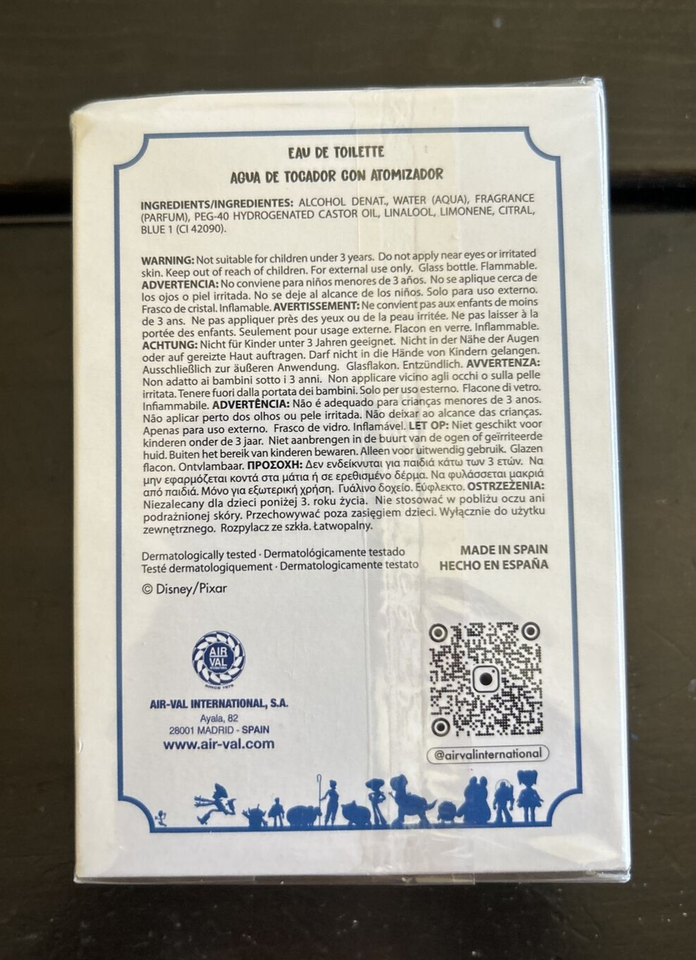 EAU DE TOILETTE
AGUA DE TOCADOR CON ATOMIZADOR
INGREDIENTS/INGREDIENTES: ALCOHOL DENAT., WATER (AQUA), FRAGRANCE
(PARFUM), PEG-40 HYDROGENATED CASTOR OIL, LINALOOL, LIMONENE, CITRAL,
BLUE 1 (CI 42090).
WARNING: Not suitable for children under 3 years. Do not apply near eyes or irritated
skin. Keep out of reach of children. For external use only. Glass bottle. Flammable.
ADVERTENCIA: No conviene para niños menores de 3 años. No se aplique cerca de
los ojos o piel irritada. No se deje al alcance de los niños. Solo para uso externo.
Frasco de cristal. Inflamable. AVERTISSEMENT: Ne convient pas aux enfants de moins
de 3 ans. Ne pas appliquer près des yeux ou de la peau irritée. Ne pas laisser à la
portée des enfants. Seulement pour usage externe. Flacon en verre. Inflammable.
ACHTUNG: Nicht für Kinder unter 3 Jahren geeignet. Nicht in der Nähe der Augen
oder auf gereizte Haut auftragen. Darf nicht in die Hände von Kindern gelangen.
Ausschließlich zur äußeren Anwendung. Glasflakon. Entzündlich. AVVERTENZA:
Non adatto ai bambini sotto i 3 anni. Non applicare vicino agli occhi o sulla pelle
irritata. Tenere fuori dalla portata dei bambini. Solo per uso esterno. Flacone di vetro.
Infiammabile. ADVERTÊNCIA: Não é adequado para crianças menores de 3 anos.
Não aplicar perto dos olhos ou pele irritada. Não deixar ao alcance das crianças.
Apenas para uso externo. Frasco de vidro. Inflamável. LET OP: Niet geschikt voor
kinderen onder de 3 jaar. Niet aanbrengen in de buurt van de ogen of geïrriteerde
huid. Buiten het bereik van kinderen bewaren. Alleen voor uitwendig gebruik. Glazen
flacon. Ontvlambaar. ΠΡΟΣΟΧΗ: Δεν ενδείκνυται για παιδιά κάτω των 3 ετών. Να
μην εφαρμόζεται κοντά στα μάτια ή σε ερεθισμένο δέρμα. Να φυλάσσεται μακριά
από παιδιά. Μόνο για εξωτερική χρήση. Γυάλινο δοχείο. Εύφλεκτο. OSTRZEŻENIA:
Niezalecany dla dzieci poniżej 3. roku życia. Nie stosować w pobliżu oczu ani
podrażnionej skóry. Przechowywać poza zasięgiem dzieci. Wyłącznie do użytku
zewnętrznego. Rozpylacz ze szkła. Łatwopalny.
Dermatologically tested · Dermatológicamente testado
Testé dermatologiquement · Dermatologicamente testato
MADE IN SPAIN
HECHO EN ESPAÑA
© Disney/Pixar
AIR
VAL
INTERNATIONAL
SINCE 1979
AIR-VAL INTERNATIONAL, S.A.
Ayala, 82
28001 MADRID - SPAIN
www.air-val.com
@airvalinternational